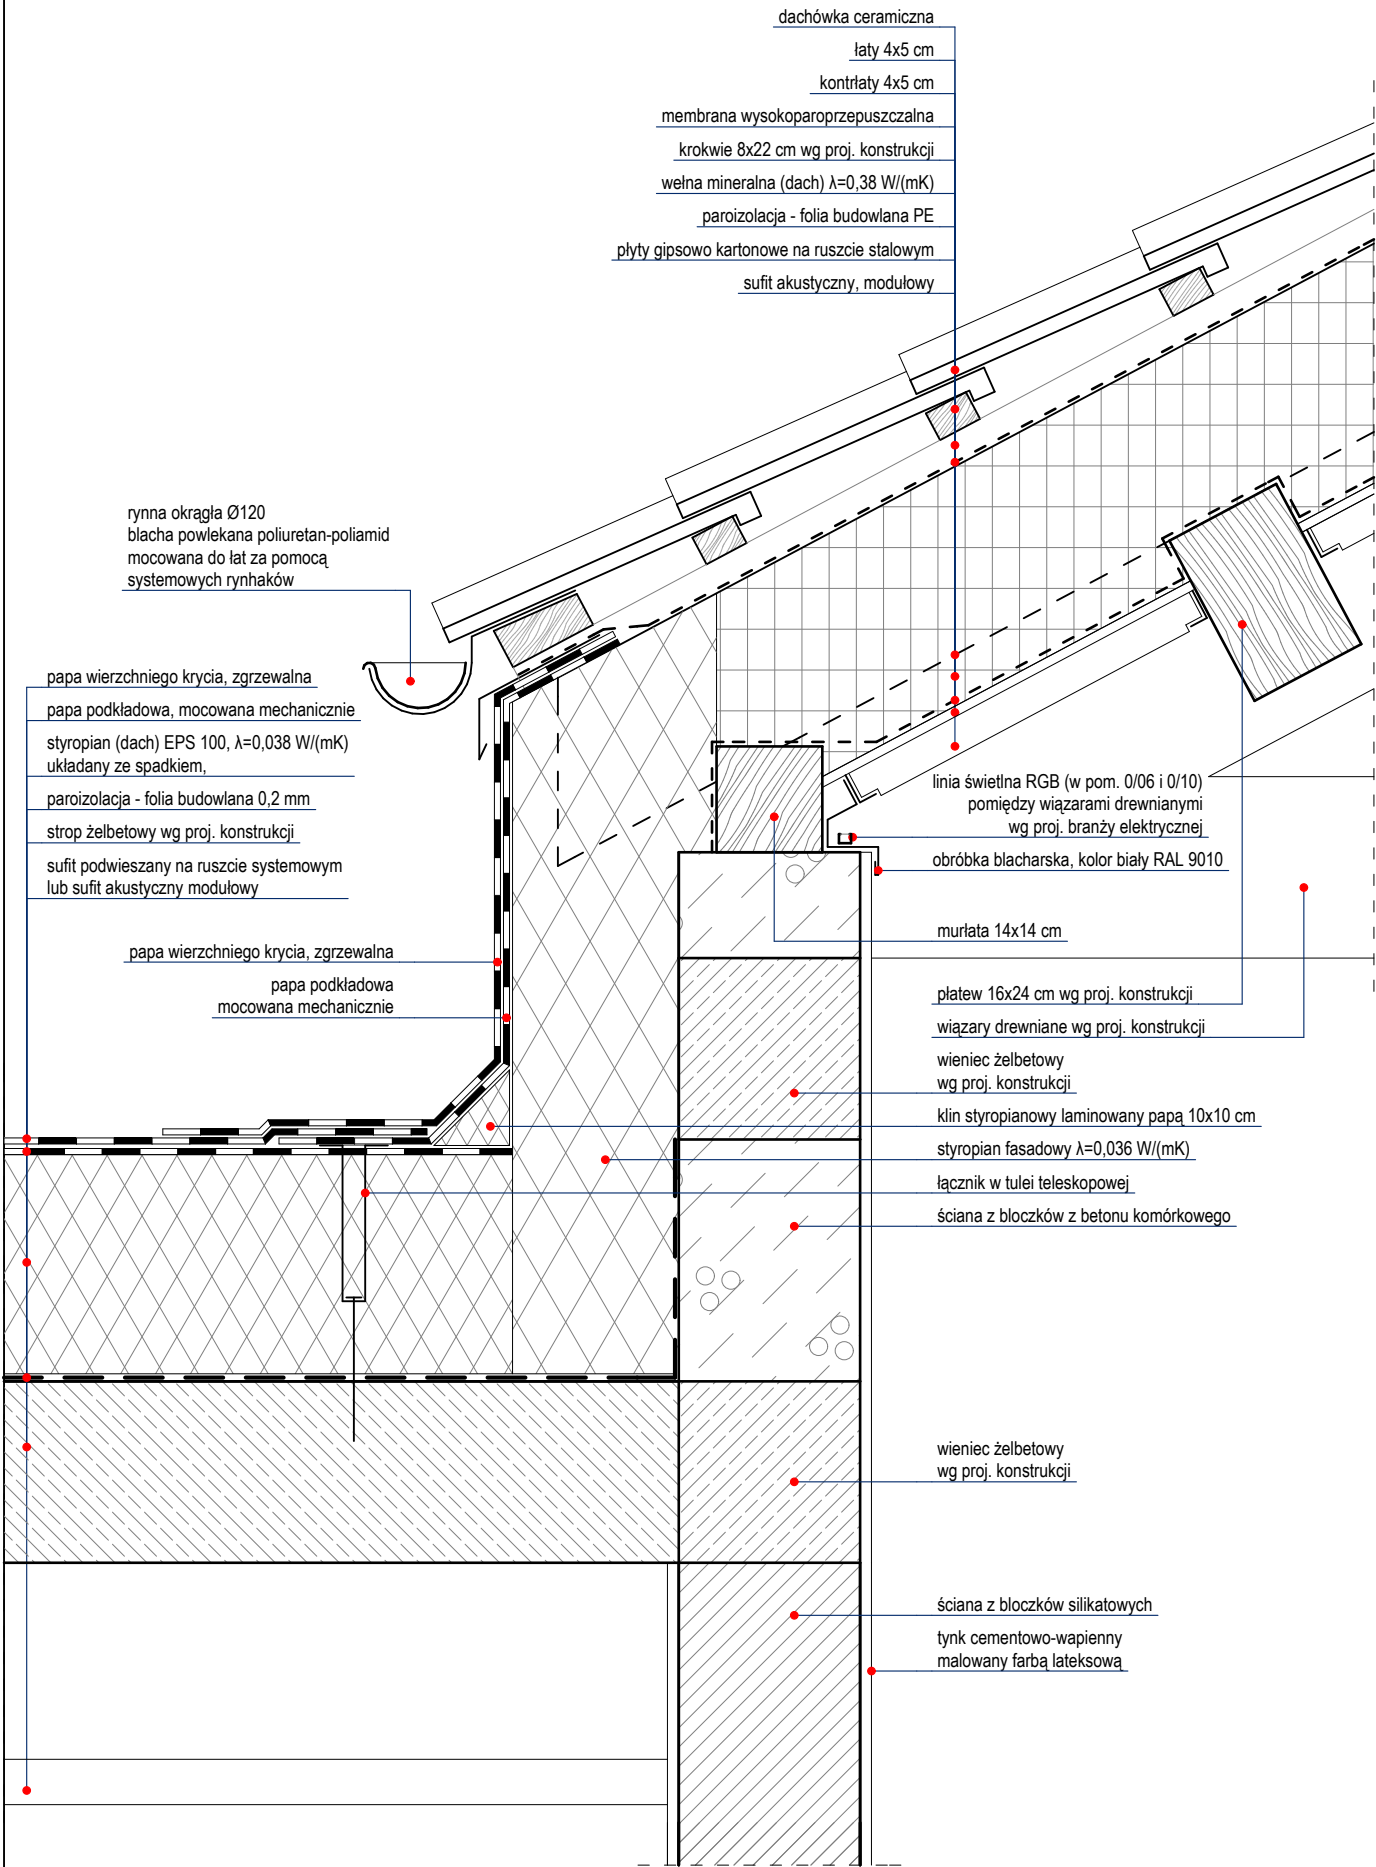 dachówka ceramiczna
łaty 4x5 cm
kontrłaty 4x5 cm
membrana wysokoparoprzepuszczalna
krokwie 8x22 cm wg proj. konstrukcji
wełna mineralna (dach) λ=0,38 W/(mK)
paroizolacja - folia budowlana PE
płyty gipsowo kartonowe na ruszcie stalowym
sufit akustyczny, modułowy
rynna okrągła Ø120
blacha powlekana poliuretan-poliamid
mocowana do łat za pomocą
systemowych rynhaków
papa wierzchniego krycia, zgrzewalna
papa podkładowa, mocowana mechanicznie
styropian (dach) EPS 100, λ=0,038 W/(mK)
układany ze spadkiem,
paroizolacja - folia budowlana 0,2 mm
strop żelbetowy wg proj. konstrukcji
sufit podwieszany na ruszcie systemowym
lub sufit akustyczny modułowy
papa wierzchniego krycia, zgrzewalna
papa podkładowa
mocowana mechanicznie
linia świetlna RGB (w pom. 0/06 i 0/10)
pomiędzy wiązarami drewnianymi
wg proj. branży elektrycznej
obróbka blacharska, kolor biały RAL 9010
murłata 14x14 cm
płatew 16x24 cm wg proj. konstrukcji
wiązary drewniane wg proj. konstrukcji
wieniec żelbetowy
wg proj. konstrukcji
klin styropianowy laminowany papą 10x10 cm
styropian fasadowy λ=0,036 W/(mK)
łącznik w tulei teleskopowej
ściana z bloczków z betonu komórkowego
wieniec żelbetowy
wg proj. konstrukcji
ściana z bloczków silikatowych
tynk cementowo-wapienny
malowany farbą lateksową